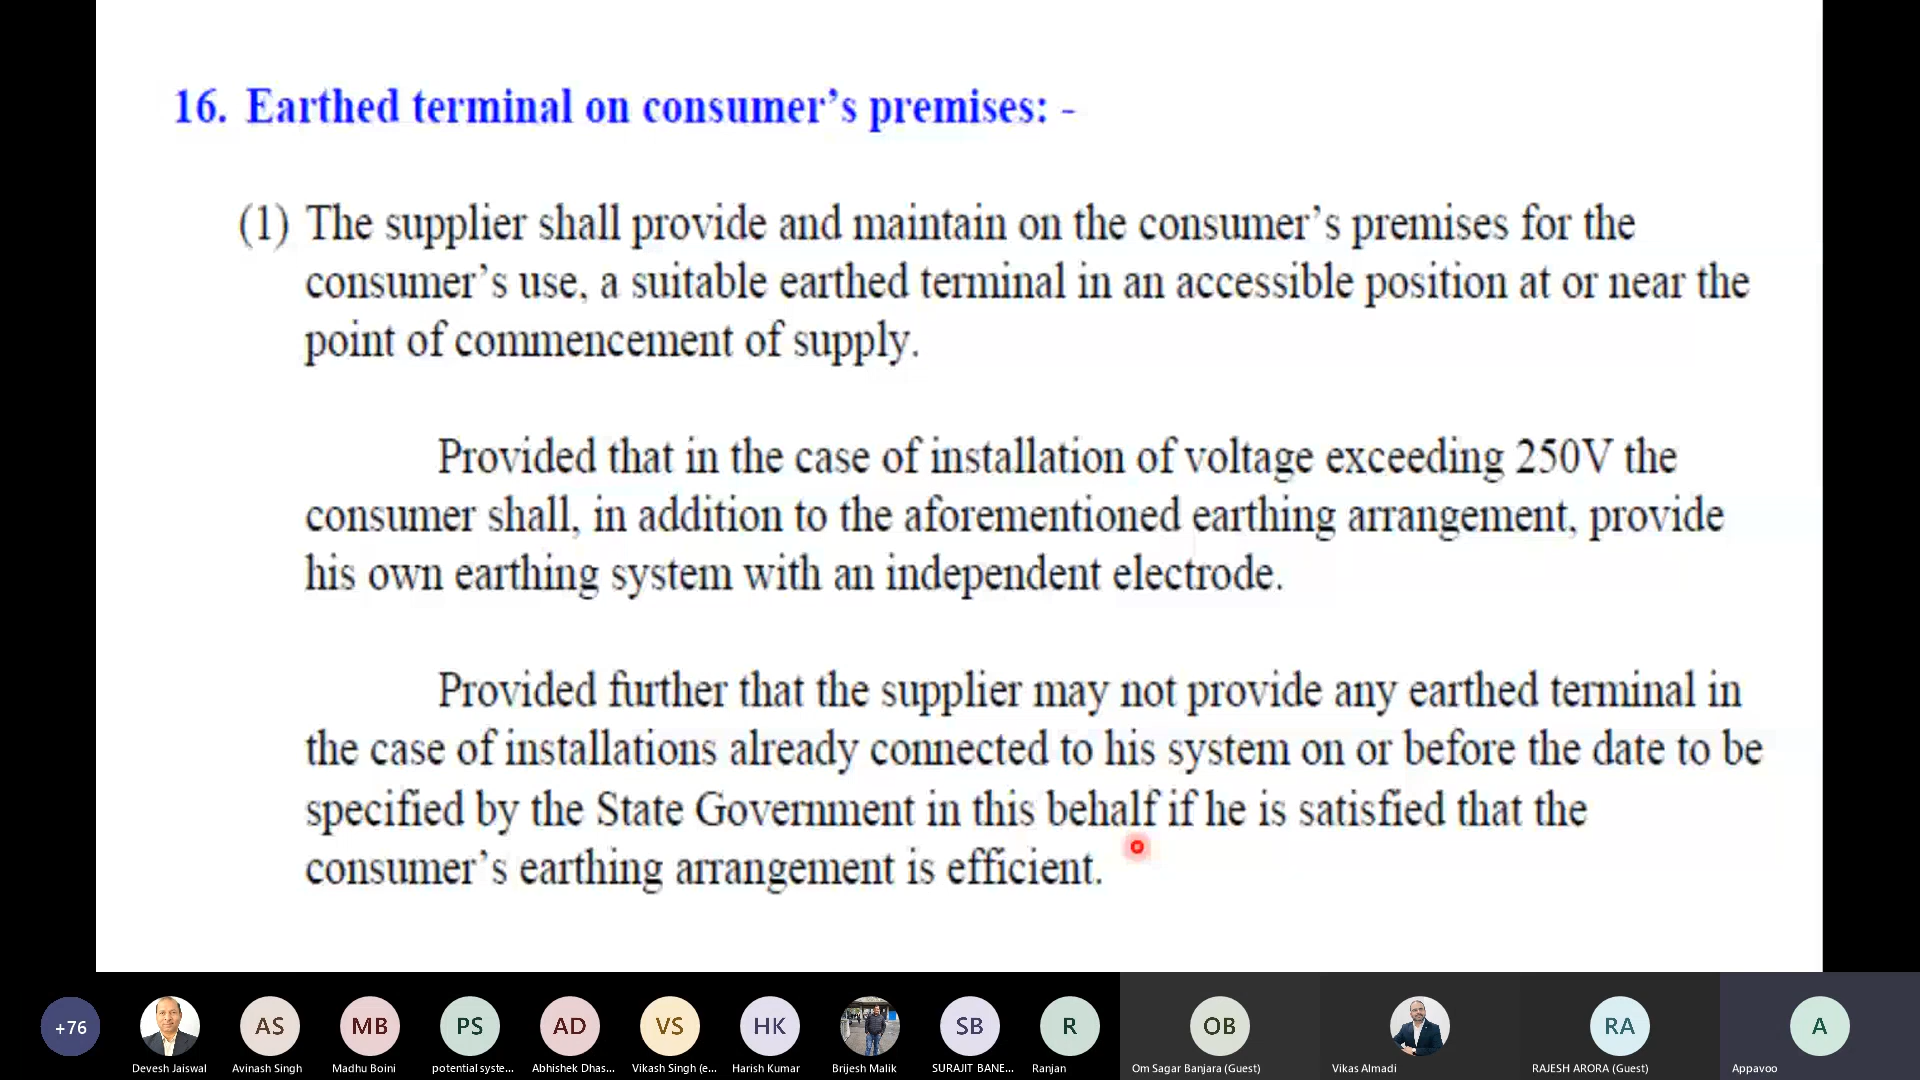 16. Earthed terminal on consumer’s premises: -
(1) The supplier shall provide and maintain on the consumer’s premises for the
consumer’s use, a suitable earthed terminal in an accessible position at or near the
point of commencement of supply.
Provided that in the case of installation of voltage exceeding 250V the
consumer shall, in addition to the aforementioned earthing arrangement, provide
his own earthing system with an independent electrode.
Provided further that the supplier may not provide any earthed terminal in
the case of installations already connected to his system on or before the date to be
specified by the State Government in this behalf if he is satisfied that the
consumer’s earthing arrangement is efficient.
+76 AS MB PS AD VS HK SB R OB RA A
Devesh Jaiswal Avinash Singh Madhu Boini potential syste... Abhishek Dhas... Vikash Singh (e... Harish Kumar Brijesh Malik SURAJIT BANE... Ranjan Om Sagar Banjara (Guest) Vikas Almadi RAJESH ARORA (Guest) Appavoo